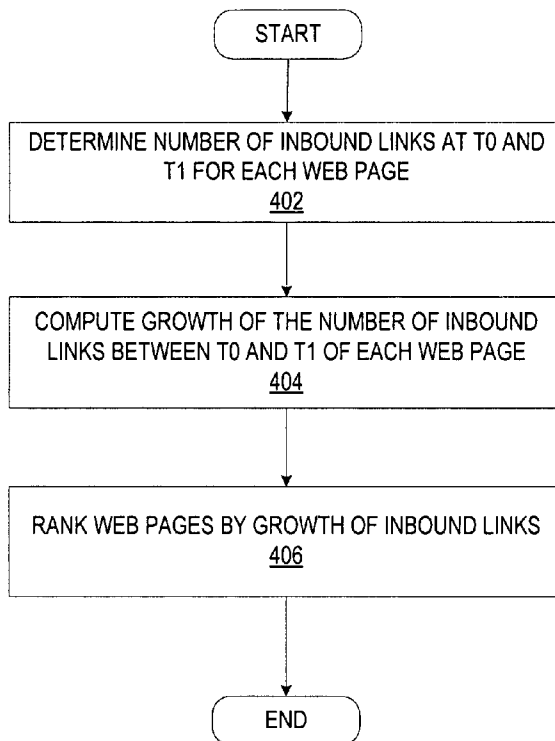 START
DETERMINE NUMBER OF INBOUND LINKS AT T0 AND
T1 FOR EACH WEB PAGE
402
COMPUTE GROWTH OF THE NUMBER OF INBOUND
LINKS BETWEEN T0 AND T1 OF EACH WEB PAGE
404
RANK WEB PAGES BY GROWTH OF INBOUND LINKS
406
END